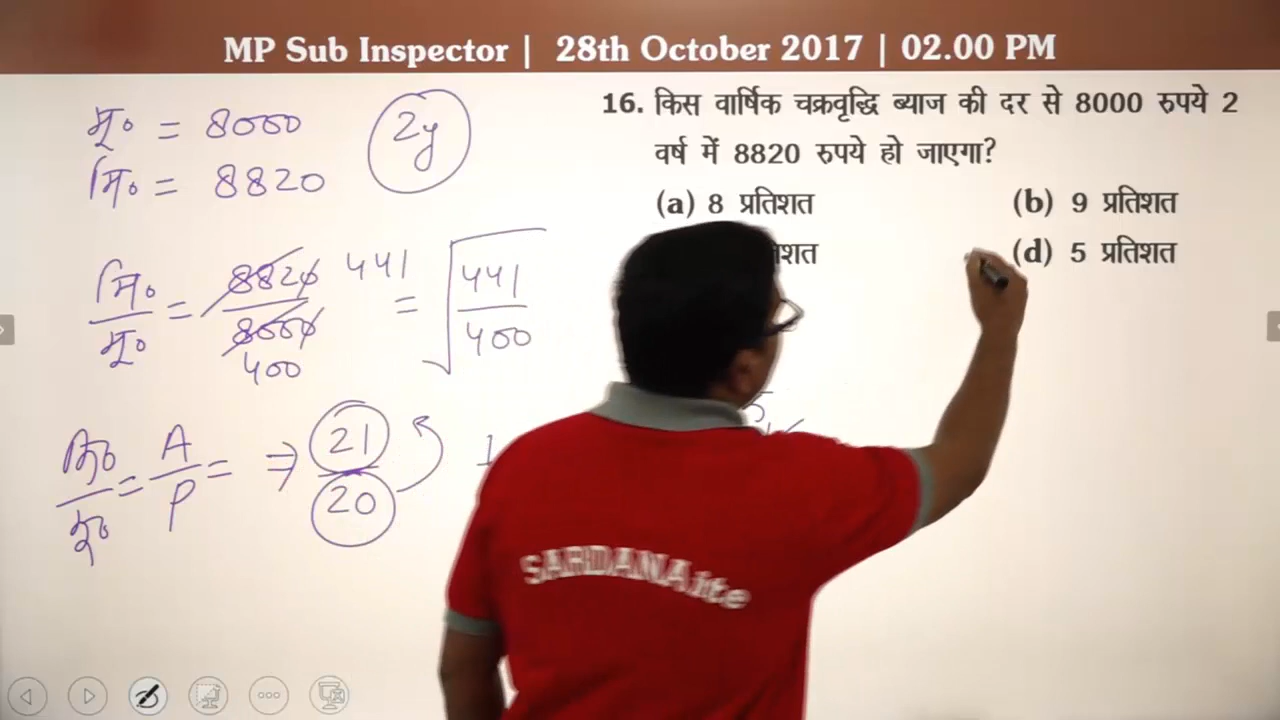 MP Sub Inspector | 28th October 2017 | 02.00 PM
16. किस वार्षिक चक्रवृद्धि ब्याज की दर से 8000 रुपये 2
वर्ष में 8820 रुपये हो जाएगा?
(a) 8 प्रतिशत
(b) 9 प्रतिशत
(d) 5 प्रतिशत
मू० = 8000
मि० = 8820
2y
मि०/मू० = 8820/8000 441
400
= √441/400
मि०/मू० = A/P = ⇒ 21/20
1
SARDANAite